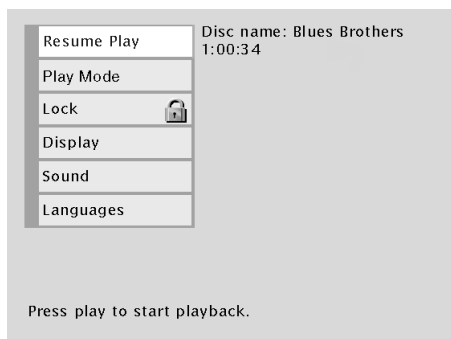 Resume Play
Play Mode
Lock
Display
Sound
Languages
Disc name: Blues Brothers
1:00:34
Press play to start playback.